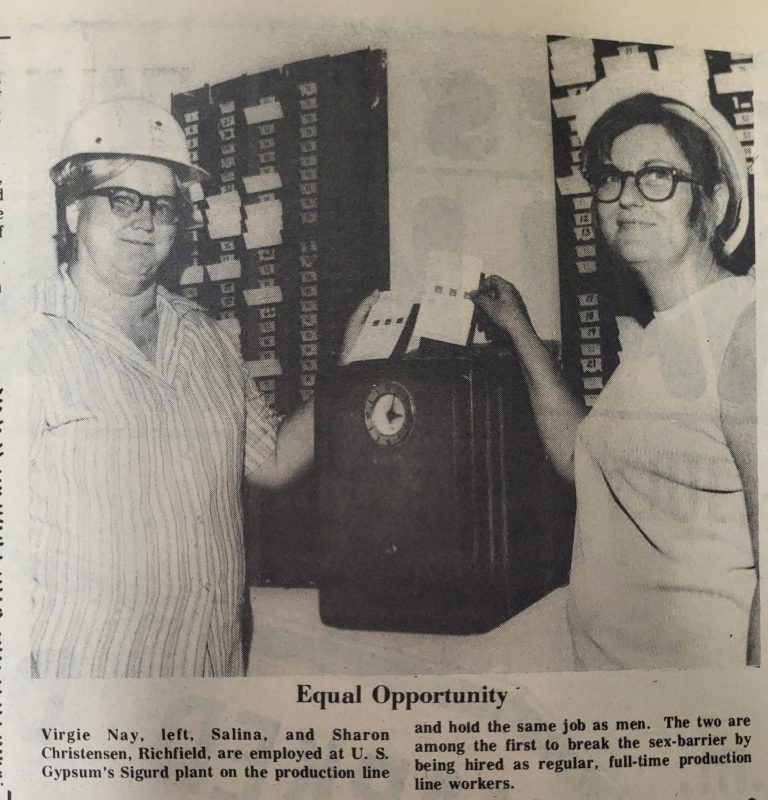 Equal Opportunity
Virgie Nay, left, Salina, and Sharon
Christensen, Richfield, are employed at U. S.
Gypsum's Sigurd plant on the production line
and hold the same job as men. The two are
among the first to break the sex-barrier by
being hired as regular, full-time production
line workers.